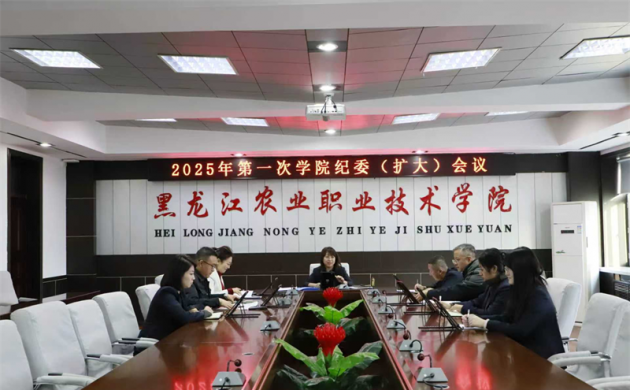 2025年第一次学院纪委（扩大）会议
黑龙江农业职业技术学院
HEI LONG JIANG NONG YE ZHI YE JI SHU XUE YUAN